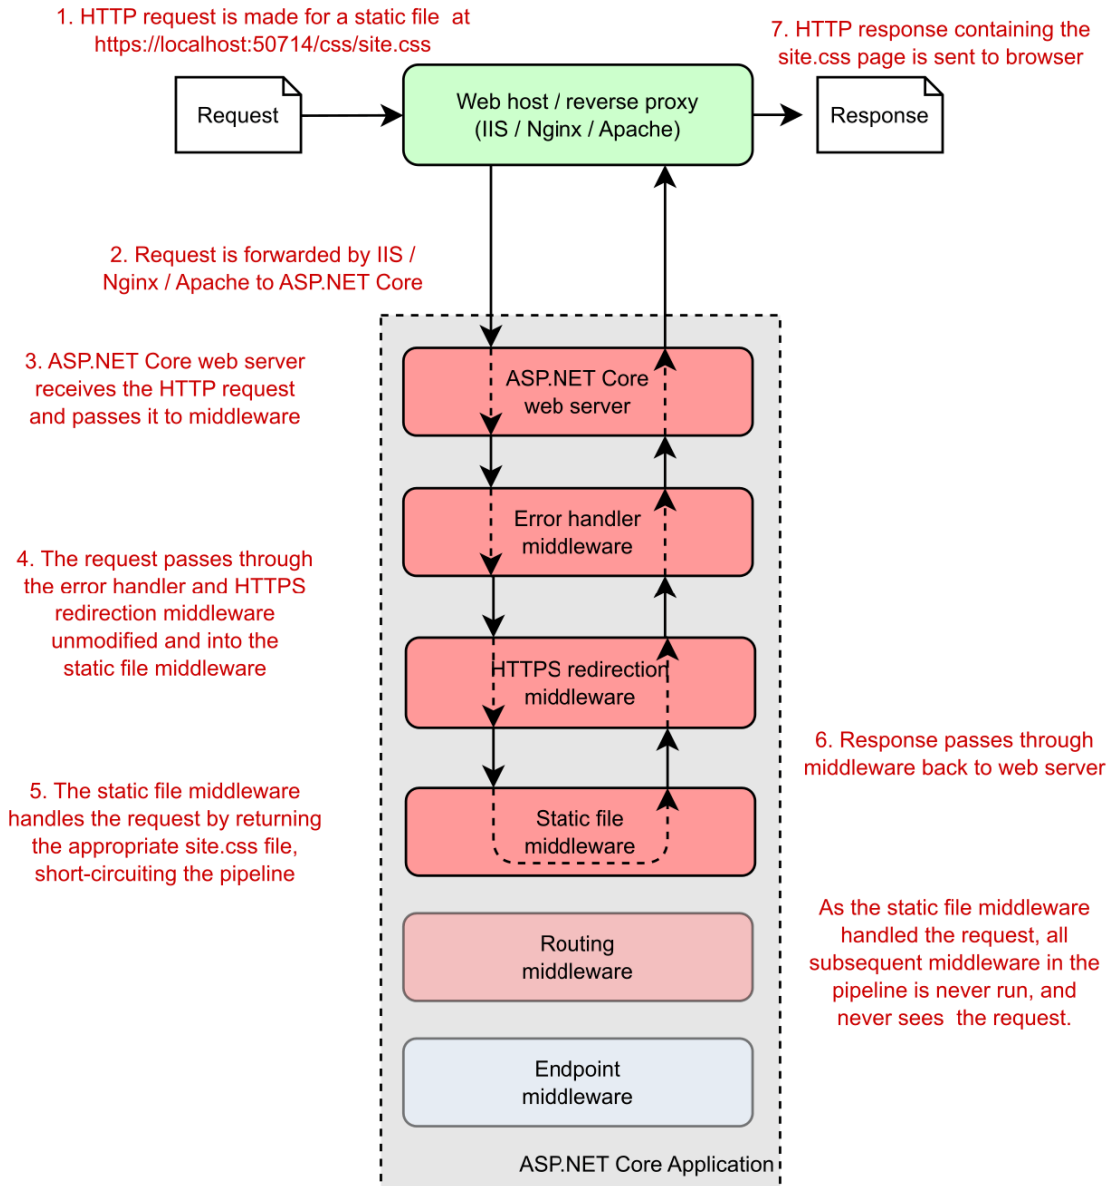 1. HTTP request is made for a static file at
https://localhost:50714/css/site.css
7. HTTP response containing the
site.css page is sent to browser
Request
Web host / reverse proxy
(IIS / Nginx / Apache)
Response
2. Request is forwarded by IIS /
Nginx / Apache to ASP.NET Core
3. ASP.NET Core web server
receives the HTTP request
and passes it to middleware
ASP.NET Core
web server
Error handler
middleware
4. The request passes through
the error handler and HTTPS
redirection middleware
unmodified and into the
static file middleware
HTTPS redirection
middleware
6. Response passes through
middleware back to web server
5. The static file middleware
handles the request by returning
the appropriate site.css file,
short-circuiting the pipeline
Static file
middleware
As the static file middleware
handled the request, all
subsequent middleware in the
pipeline is never run, and
never sees the request.
Routing
middleware
Endpoint
middleware
ASP.NET Core Application